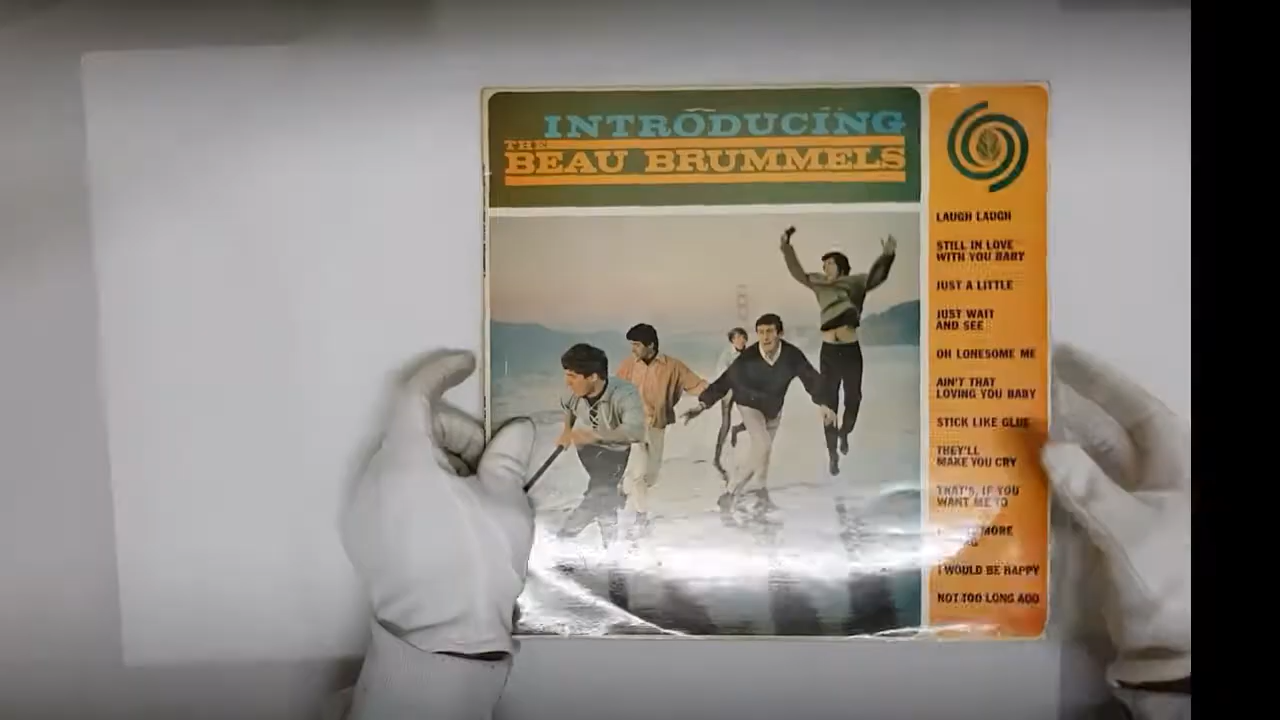 INTRODUCING
THE
BEAU BRUMMELS
LAUGH LAUGH
STILL IN LOVE
WITH YOU BABY
JUST A LITTLE
JUST WAIT
AND SEE
OH LONESOME ME
AIN'T THAT
LOVING YOU BABY
STICK LIKE GLUE
THEY'LL
MAKE YOU CRY
THAT'S, IF YOU
WANT ME TO
MORE
I WOULD BE HAPPY
NOT TOO LONG AGO